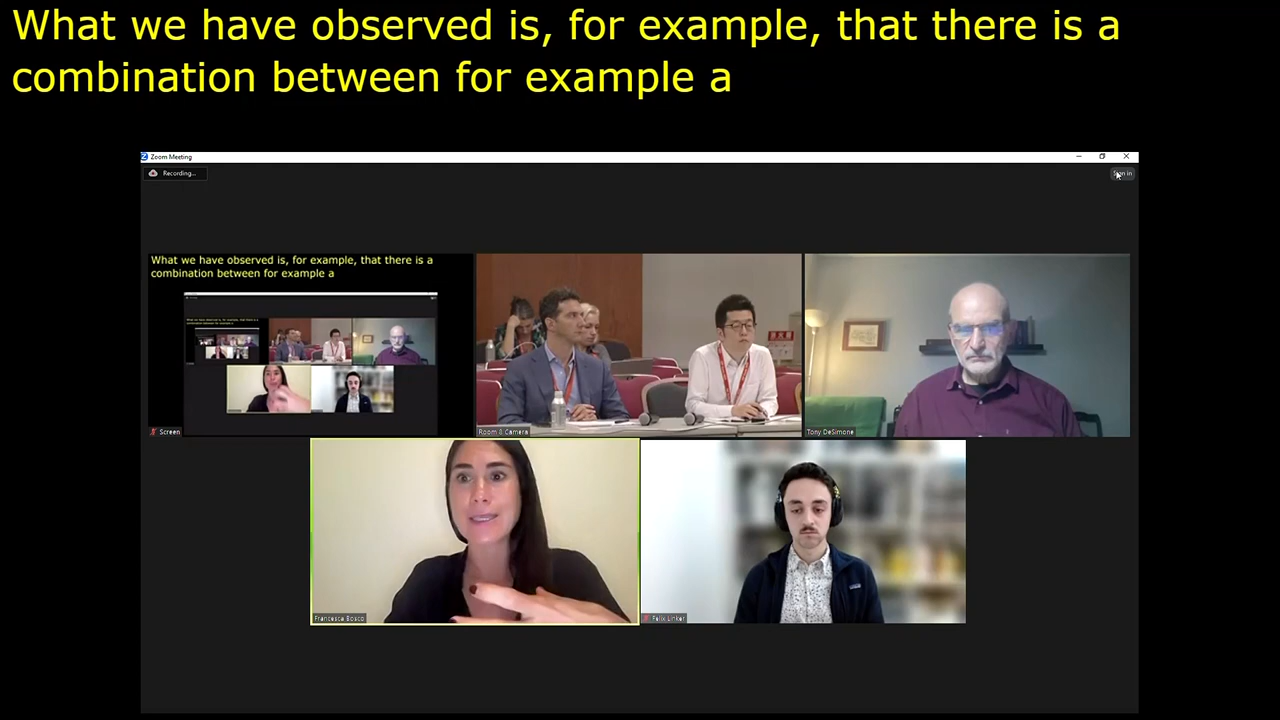 What we have observed is, for example, that there is a
combination between for example a
Zoom Meeting
Recording...
Sign in
What we have observed is, for example, that there is a
combination between for example a
Screen
Room 8 Camera
Tony DeSimone
Francesca Bosco
Felix Linker